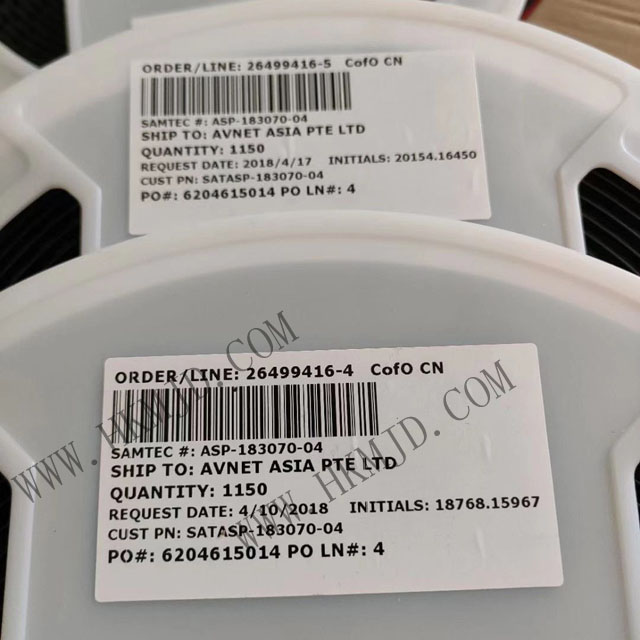 ORDER/LINE: 26499416-5 CofO CN
SAMTEC #: ASP-183070-04
SHIP TO: AVNET ASIA PTE LTD
QUANTITY: 1150
REQUEST DATE: 2018/4/17 INITIALS: 20154.16450
CUST PN: SATASP-183070-04
PO#: 6204615014 PO LN#: 4
ORDER/LINE: 26499416-4 CofO CN
SAMTEC #: ASP-183070-04
SHIP TO: AVNET ASIA PTE LTD
QUANTITY: 1150
REQUEST DATE: 4/10/2018 INITIALS: 18768.15967
CUST PN: SATASP-183070-04
PO#: 6204615014 PO LN#: 4
WWW.HKMJD.COM
WWW.HKMJD.COM